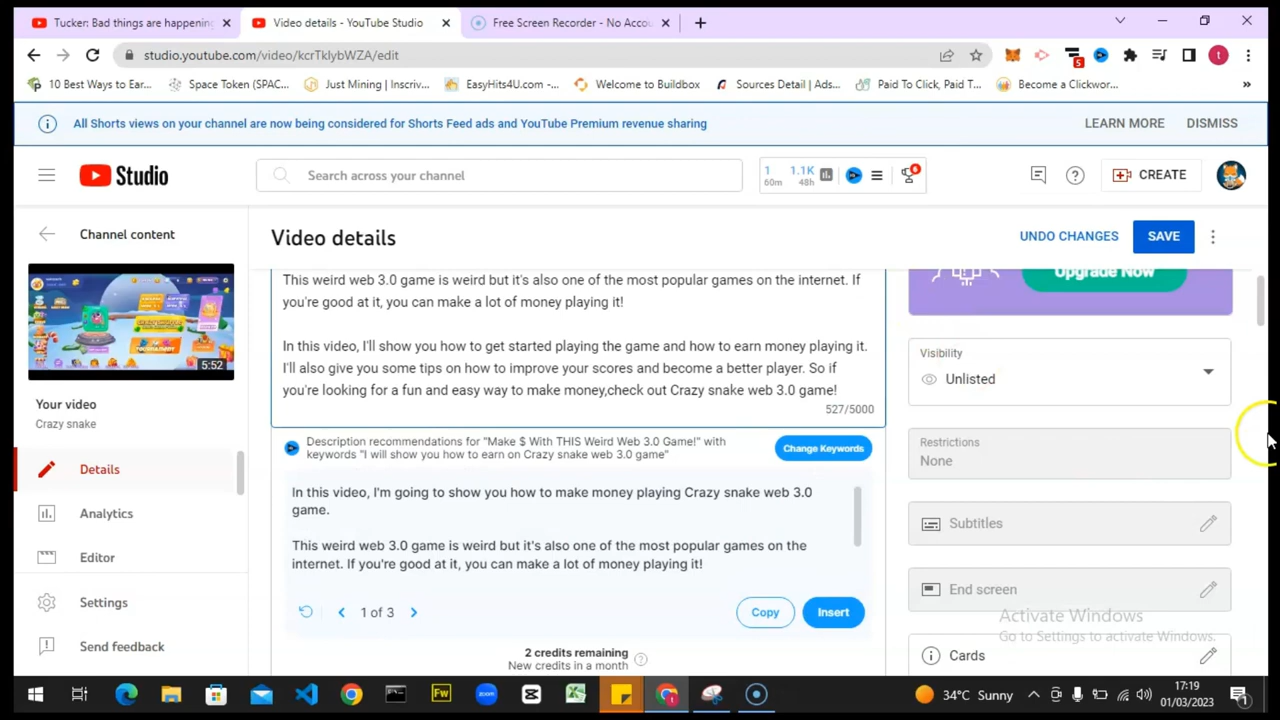 Tucker: Bad things are happening
Video details - YouTube Studio
Free Screen Recorder - No Accou
studio.youtube.com/video/kcrTklybWZA/edit
5
t
10 Best Ways to Ear...
Space Token (SPAC...
Just Mining | Inscriv...
EasyHits4U.com -...
Welcome to Buildbox
Sources Detail | Ads...
Paid To Click, Paid T...
Become a Clickwor...
»
All Shorts views on your channel are now being considered for Shorts Feed ads and YouTube Premium revenue sharing
LEARN MORE
DISMISS
Studio
Search across your channel
1
60m
1.1K
48h
6
CREATE
Channel content
Video details
UNDO CHANGES
SAVE
5:52
Your video
Crazy snake
Details
Analytics
Editor
Settings
Send feedback
This weird web 3.0 game is weird but it's also one of the most popular games on the internet. If
you're good at it, you can make a lot of money playing it!
In this video, I'll show you how to get started playing the game and how to earn money playing it.
I'll also give you some tips on how to improve your scores and become a better player. So if
you're looking for a fun and easy way to make money,check out Crazy snake web 3.0 game!
527/5000
Description recommendations for "Make $ With THIS Weird Web 3.0 Game!" with
keywords "I will show you how to earn on Crazy snake web 3.0 game"
Change Keywords
In this video, I'm going to show you how to make money playing Crazy snake web 3.0
game.
This weird web 3.0 game is weird but it's also one of the most popular games on the
internet. If you're good at it, you can make a lot of money playing it!
1 of 3
Copy
Insert
2 credits remaining
New credits in a month
Upgrade Now
Visibility
Unlisted
Restrictions
None
Subtitles
End screen
Cards
Activate Windows
Go to Settings to activate Windows.
Fw
zoom
34°C Sunny
17:19
01/03/2023
1